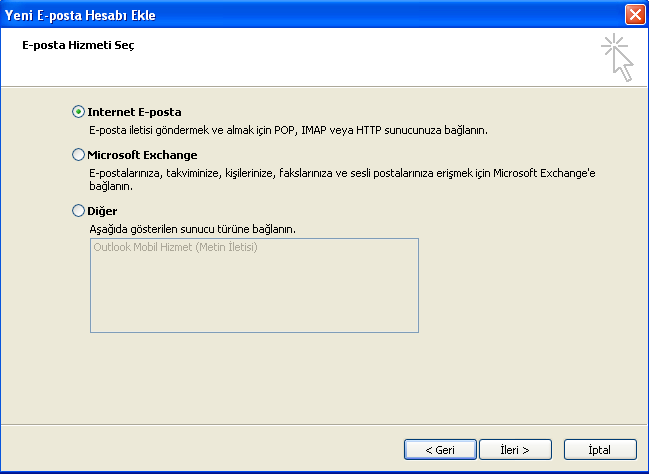 Yeni E-posta Hesabı Ekle
E-posta Hizmeti Seç
Internet E-posta
E-posta iletisi göndermek ve almak için POP, IMAP veya HTTP sunucunuza bağlanın.
Microsoft Exchange
E-postalarınıza, takviminize, kişilerinize, fakslarınıza ve sesli postalarınıza erişmek için Microsoft Exchange'e
bağlanın.
Diğer
Aşağıda gösterilen sunucu türüne bağlanın.
Outlook Mobil Hizmet (Metin İletisi)
< Geri
İleri >
İptal